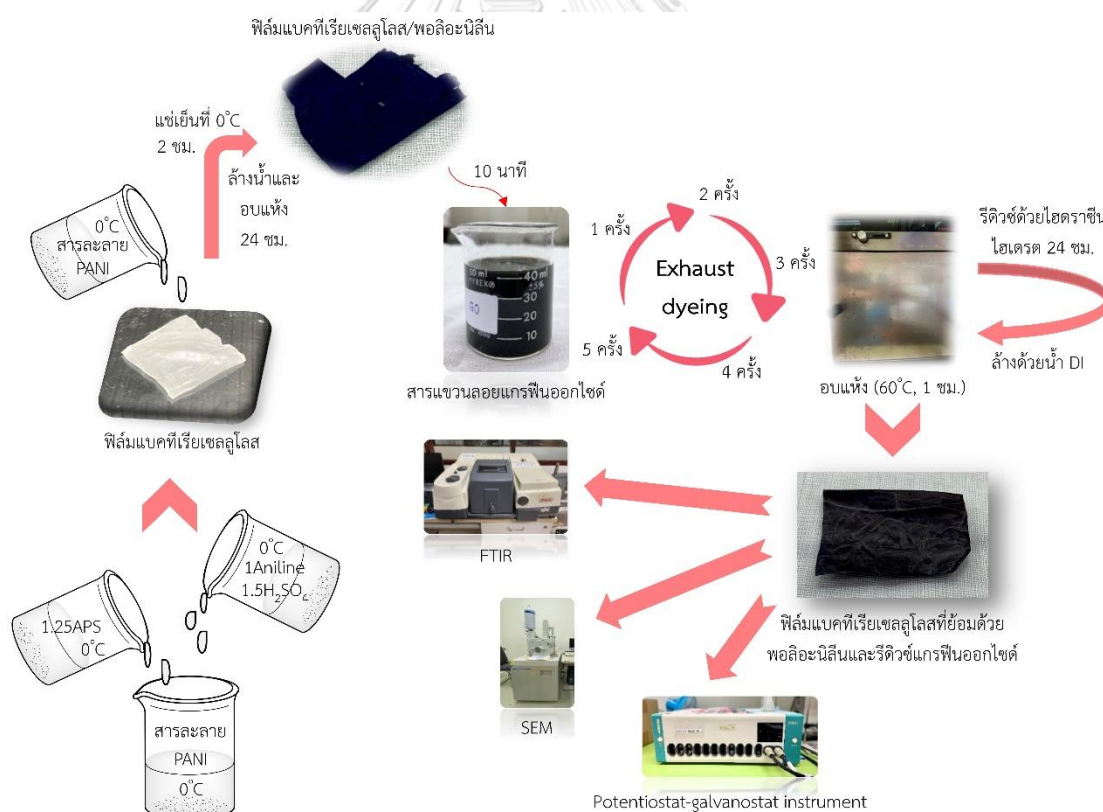 ฟิล์มแบคทีเรียเซลลูโลส/พอลิอะนิลีน
แช่เย็นที่ 0°C
2 ชม.
ล้างน้ำและ
อบแห้ง
24 ชม.
0°C
สารละลาย
PANI
ฟิล์มแบคทีเรียเซลลูโลส
0°C
1Aniline
1.5H₂SO₄
1.25APS
0°C
สารละลาย
PANI
0°C
10 นาที
50 ml
PYREX®
40 ml
±5%
30
20
10
GO
สารแขวนลอยแกรฟีนออกไซด์
1 ครั้ง
2 ครั้ง
3 ครั้ง
4 ครั้ง
5 ครั้ง
Exhaust
dyeing
อบแห้ง (60°C, 1 ชม.)
รีดิวซ์ด้วยไฮดราซีน
ไฮเดรต 24 ชม.
ล้างด้วยน้ำ DI
ฟิล์มแบคทีเรียเซลลูโลสที่ย้อมด้วย
พอลิอะนิลีนและรีดิวซ์แกรฟีนออกไซด์
FTIR
SEM
Potentiostat-galvanostat instrument